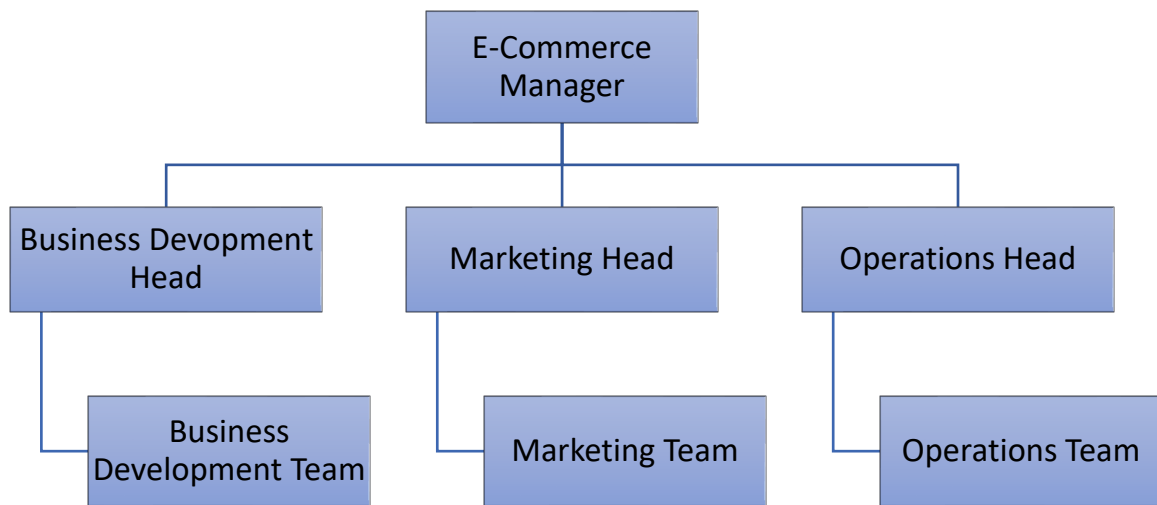 E-Commerce
Manager
Business Devopment
Head
Marketing Head
Operations Head
Business
Development Team
Marketing Team
Operations Team